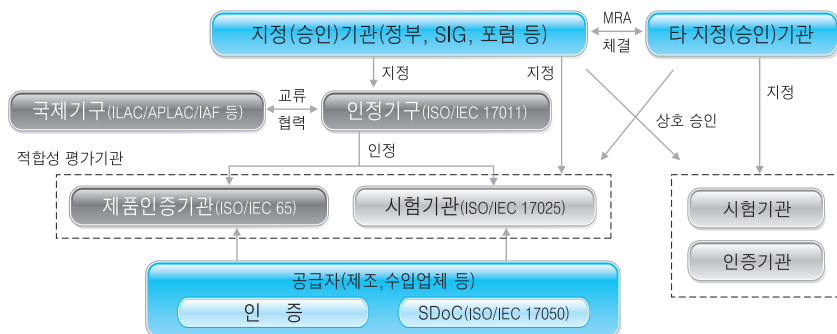 지정(승인)기관(정부, SIG, 포럼 등)
MRA
체결
타 지정(승인)기관
지정
지정
지정
국제기구(ILAC/APLAC/IAF 등)
교류
협력
인정기구(ISO/IEC 17011)
상호 승인
인정
적합성 평가기관
제품인증기관(ISO/IEC 65)
시험기관(ISO/IEC 17025)
시험기관
인증기관
공급자(제조,수입업체 등)
인 증
SDoC(ISO/IEC 17050)